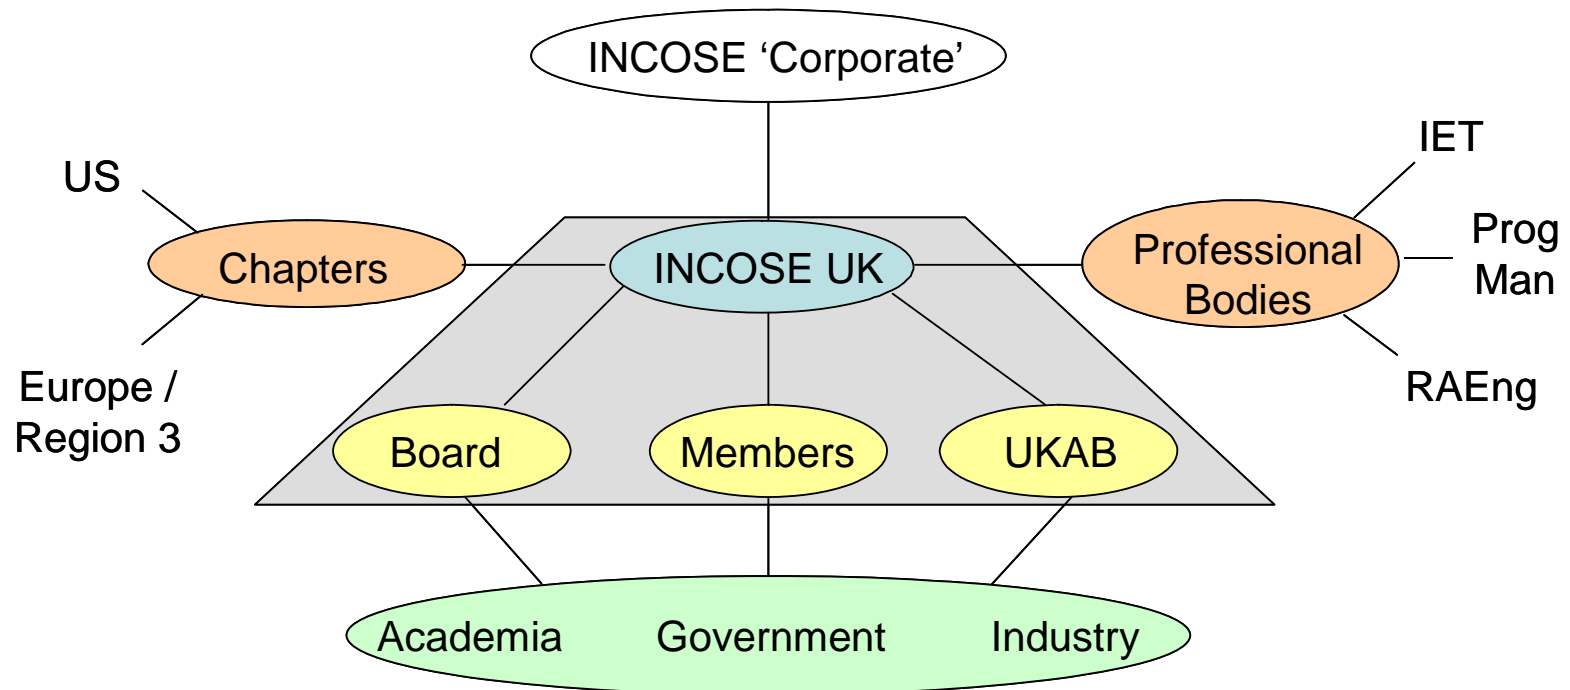 INCOSE ‘Corporate’
US
IET
Chapters
INCOSE UK
Professional
Bodies
Prog
Man
Europe /
Region 3
RAEng
Board
Members
UKAB
Academia
Government
Industry